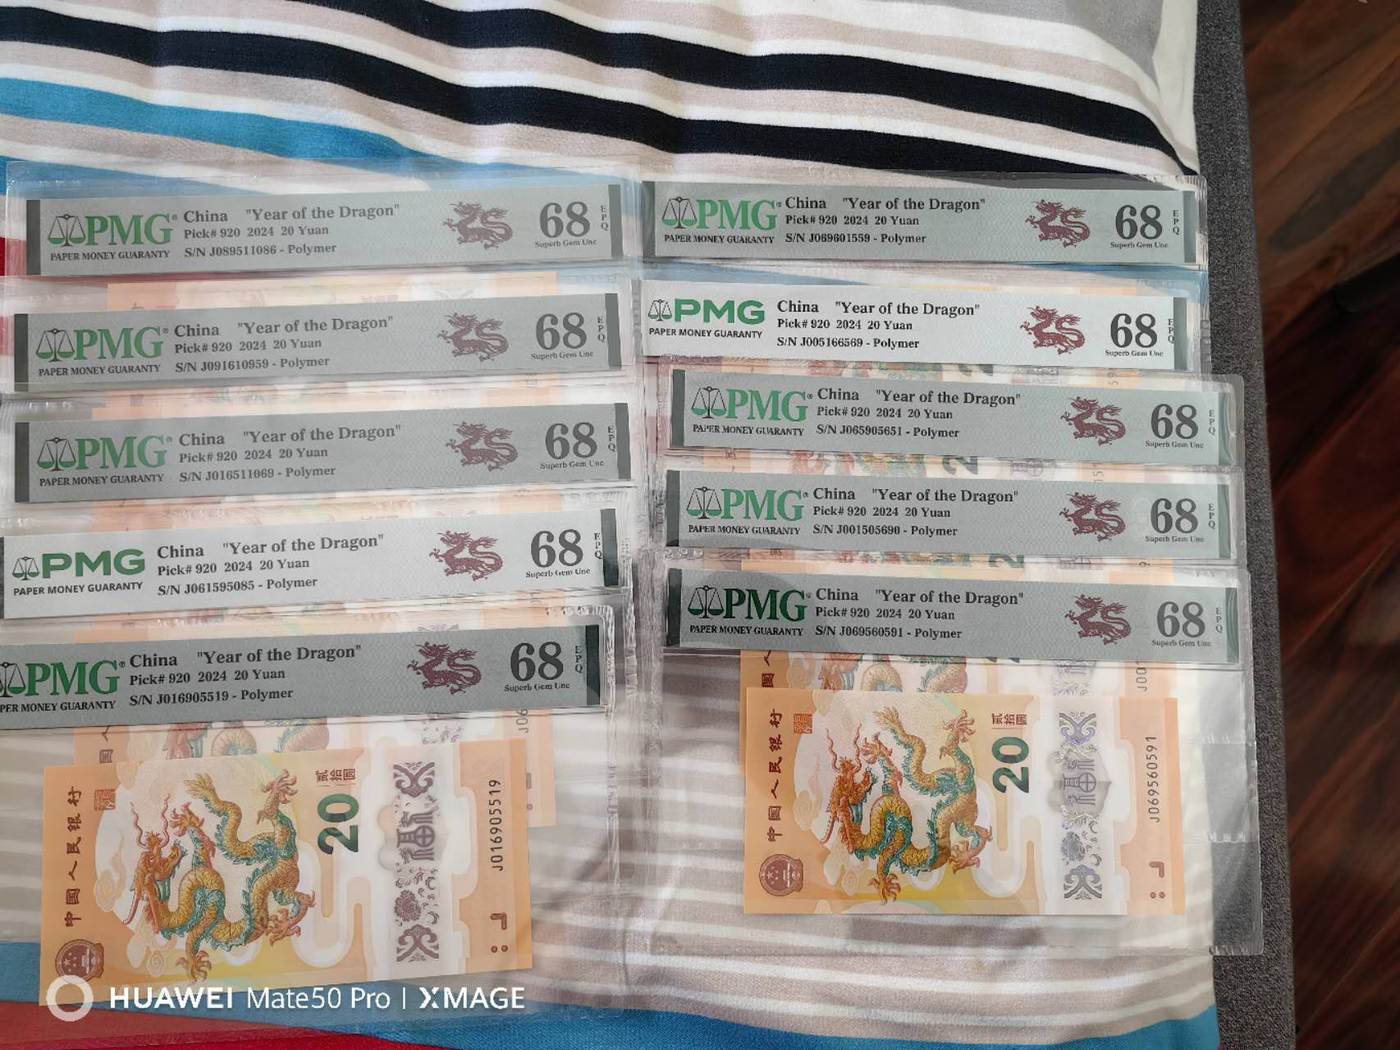 PMG®
PAPER MONEY GUARANTY
China "Year of the Dragon"
Pick# 920 2024 20 Yuan
S/N J089511086 - Polymer
68
Superb Gem Unc
EPQ
PMG®
PAPER MONEY GUARANTY
China "Year of the Dragon"
Pick# 920 2024 20 Yuan
S/N J091610959 - Polymer
68
Superb Gem Unc
EPQ
PMG®
PAPER MONEY GUARANTY
China "Year of the Dragon"
Pick# 920 2024 20 Yuan
S/N J016511069 - Polymer
68
Superb Gem Unc
EPQ
PMG
PAPER MONEY GUARANTY
China "Year of the Dragon"
Pick# 920 2024 20 Yuan
S/N J061595085 - Polymer
68
Superb Gem Unc
EPQ
PMG®
PER MONEY GUARANTY
China "Year of the Dragon"
Pick# 920 2024 20 Yuan
S/N J016905519 - Polymer
68
Superb Gem Unc
EPQ
中国人民银行
贰拾圆
20
福
J016905519
PMG®
PAPER MONEY GUARANTY
China "Year of the Dragon"
Pick# 920 2024 20 Yuan
S/N J069601559 - Polymer
68
Superb Gem Unc
EPQ
PMG
PAPER MONEY GUARANTY
China "Year of the Dragon"
Pick# 920 2024 20 Yuan
S/N J005166569 - Polymer
68
Superb Gem Unc
EPQ
PMG®
PAPER MONEY GUARANTY
China "Year of the Dragon"
Pick# 920 2024 20 Yuan
S/N J065905651 - Polymer
68
Superb Gem Unc
EPQ
PMG®
PAPER MONEY GUARANTY
China "Year of the Dragon"
Pick# 920 2024 20 Yuan
S/N J001505690 - Polymer
68
Superb Gem Unc
EPQ
PMG®
PAPER MONEY GUARANTY
China "Year of the Dragon"
Pick# 920 2024 20 Yuan
S/N J069560591 - Polymer
68
Superb Gem Unc
EPQ
中国人民银行
贰拾圆
20
福
J069560591
HUAWEI Mate50 Pro | XMAGE